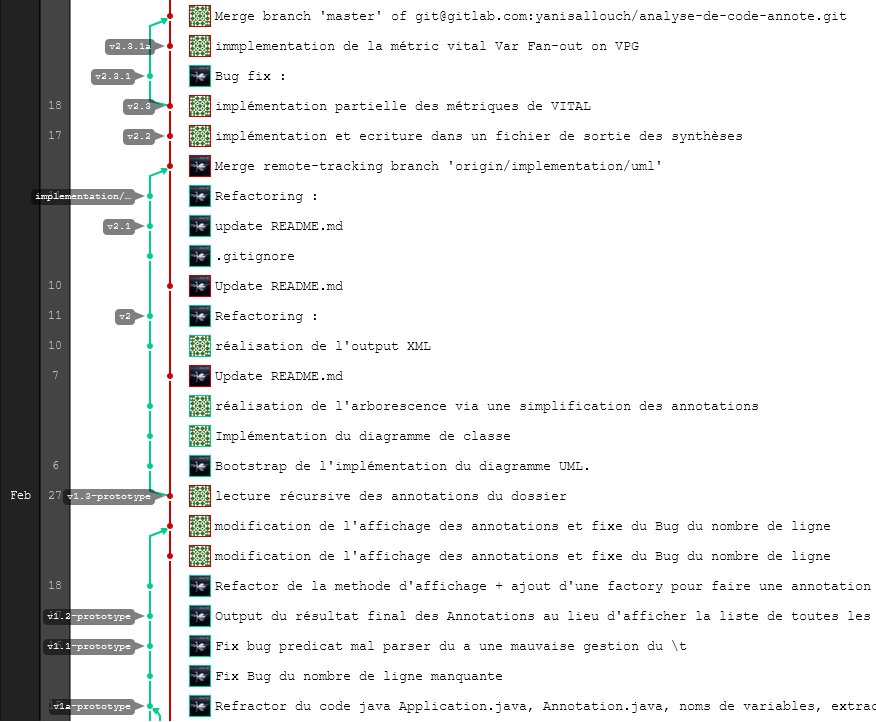 Merge branch 'master' of git@gitlab.com:yanisallouch/analyse-de-code-annote.git
v2.3.1a immplementation de la métric vital Var Fan-out on VPG
v2.3.1 Bug fix :
18 v2.3 implémentation partielle des métriques de VITAL
17 v2.2 implémentation et ecriture dans un fichier de sortie des synthèses
Merge remote-tracking branch 'origin/implementation/uml'
implementation/… Refactoring :
v2.1 update README.md
.gitignore
10 Update README.md
11 v2 Refactoring :
10 réalisation de l'output XML
7 Update README.md
réalisation de l'arborescence via une simplification des annotations
Implémentation du diagramme de classe
6 Bootstrap de l'implémentation du diagramme UML.
Feb 27 v1.3-prototype lecture récursive des annotations du dossier
modification de l'affichage des annotations et fixe du Bug du nombre de ligne
modification de l'affichage des annotations et fixe du Bug du nombre de ligne
18 Refactor de la methode d'affichage + ajout d'une factory pour faire une annotation
v1.2-prototype Output du résultat final des Annotations au lieu d'afficher la liste de toutes les
v1.1-prototype Fix bug predicat mal parser du a une mauvaise gestion du \t
Fix Bug du nombre de ligne manquante
v1a-prototype Refractor du code java Application.java, Annotation.java, noms de variables, extrac